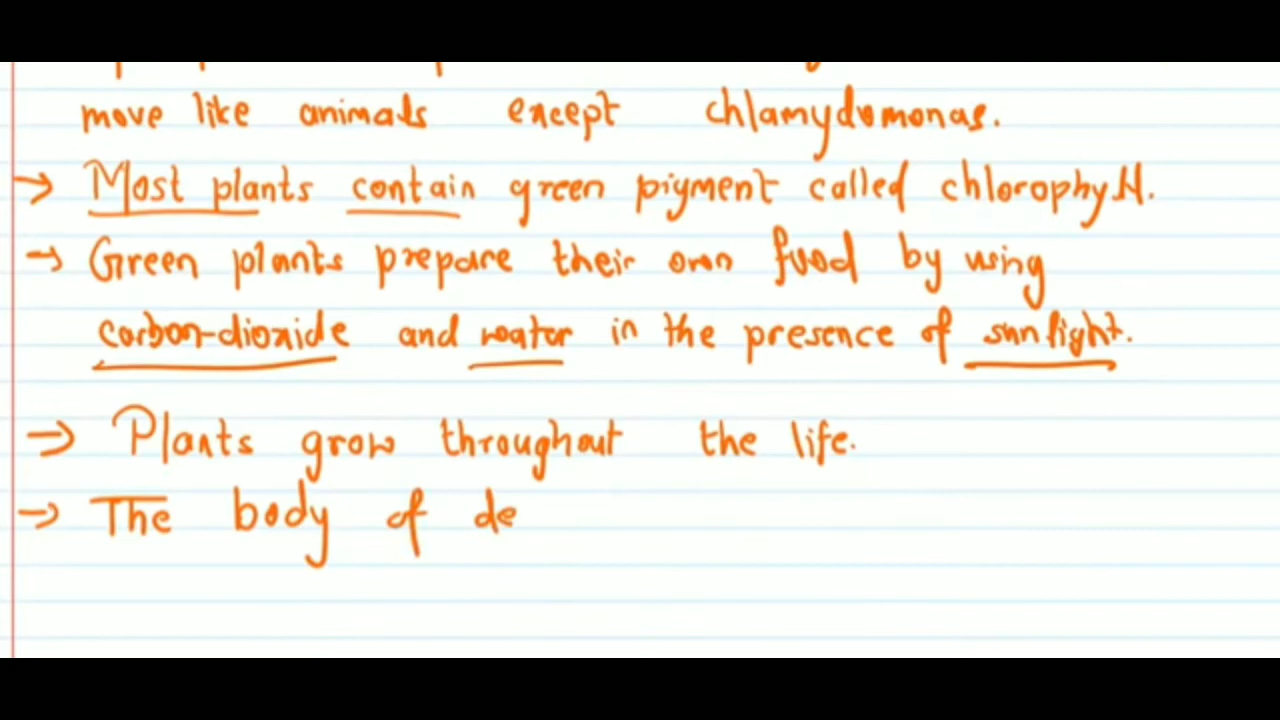 move like animals except chlamydomonas.
→ Most plants contain green pigment called chlorophyll.
→ Green plants prepare their own food by using
carbon-dioxide and water in the presence of sunlight.
→ Plants grow throughout the life.
→ The body of de